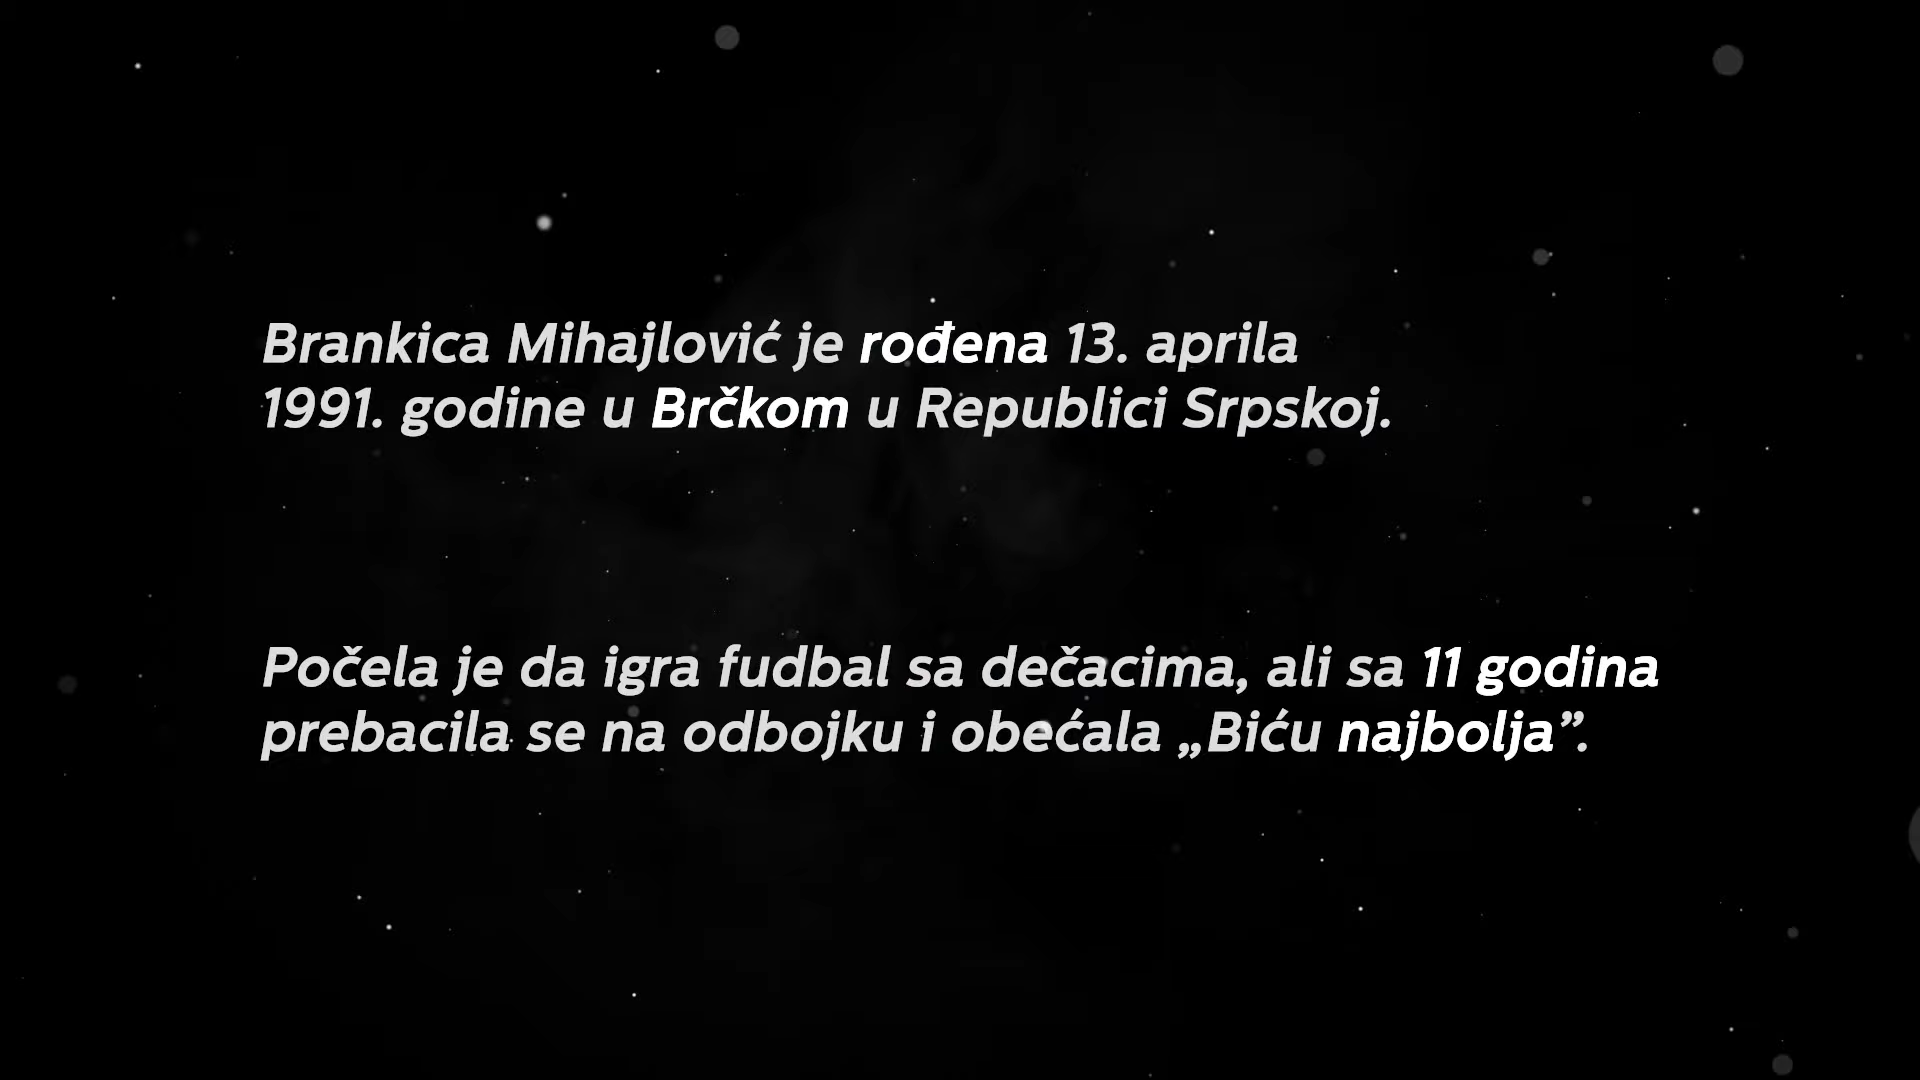 Brankica Mihajlović je rođena 13. aprila
1991. godine u Brčkom u Republici Srpskoj.
Počela je da igra fudbal sa dečacima, ali sa 11 godina
prebacila se na odbojku i obećala „Biću najbolja”.